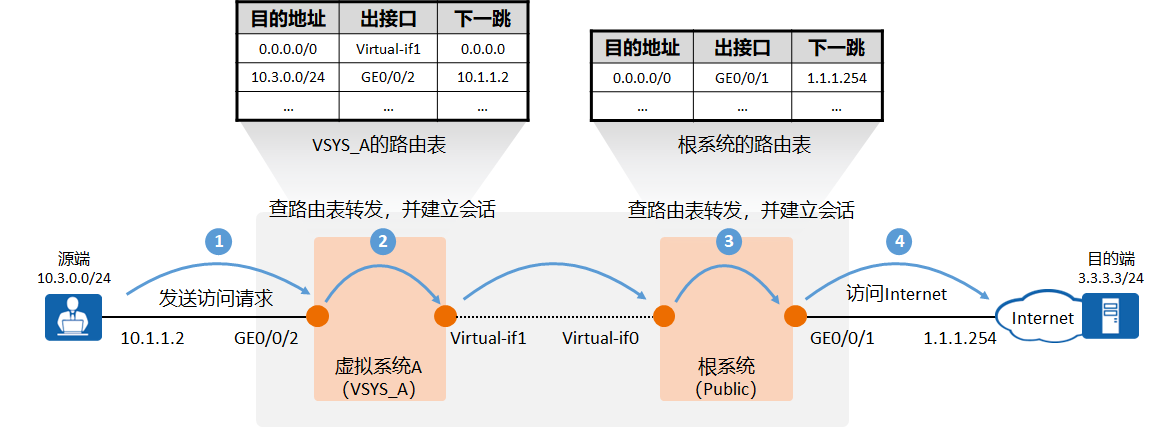 目的地址 出接口 下一跳
0.0.0.0/0 Virtual-if1 0.0.0.0
10.3.0.0/24 GE0/0/2 10.1.1.2
... ... ...
VSYS_A的路由表
目的地址 出接口 下一跳
0.0.0.0/0 GE0/0/1 1.1.1.254
... ... ...
根系统的路由表
查路由表转发，并建立会话
查路由表转发，并建立会话
1
2
3
4
源端
10.3.0.0/24
发送访问请求
10.1.1.2
GE0/0/2
虚拟系统A
（VSYS_A）
Virtual-if1
Virtual-if0
根系统
（Public）
访问Internet
GE0/0/1
1.1.1.254
目的端
3.3.3.3/24
Internet